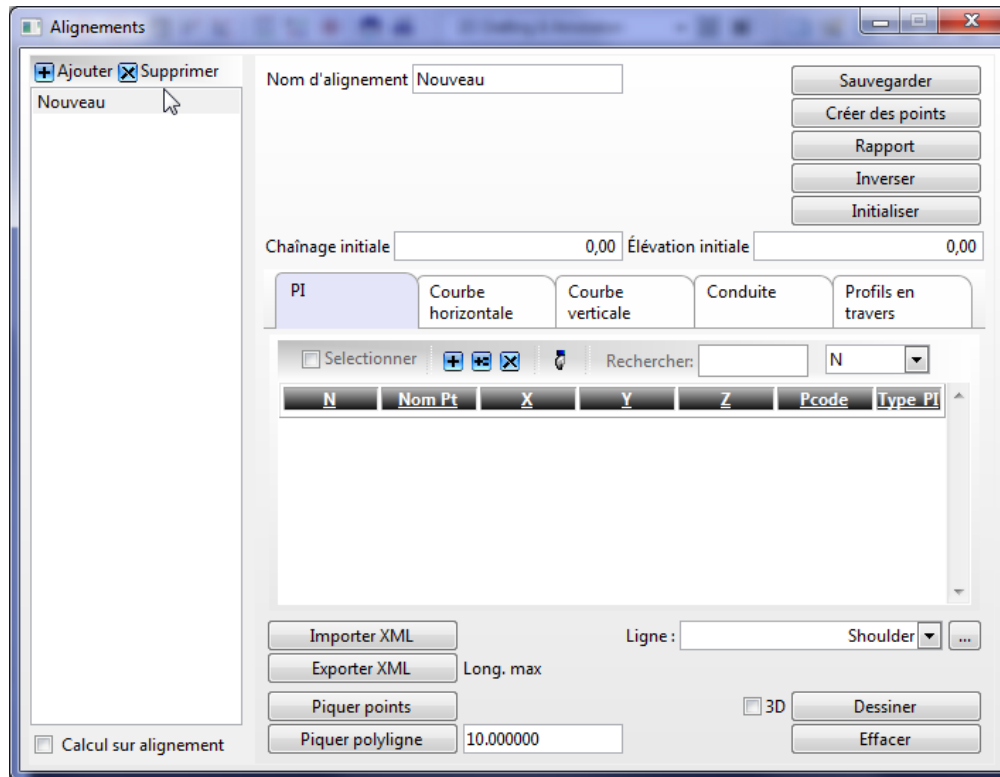 Alignements
Ajouter Supprimer
Nouveau
Nom d'alignement Nouveau
Sauvegarder
Créer des points
Rapport
Inverser
Initialiser
Chaînage initiale 0,00 Élévation initiale 0,00
PI
Courbe horizontale
Courbe verticale
Conduite
Profils en travers
Selectionner Rechercher: N
N Nom Pt X Y Z Pcode Type PI
Importer XML Ligne : Shoulder ...
Exporter XML Long. max
Piquer points 3D Dessiner
Piquer polyligne 10.000000 Effacer
Calcul sur alignement